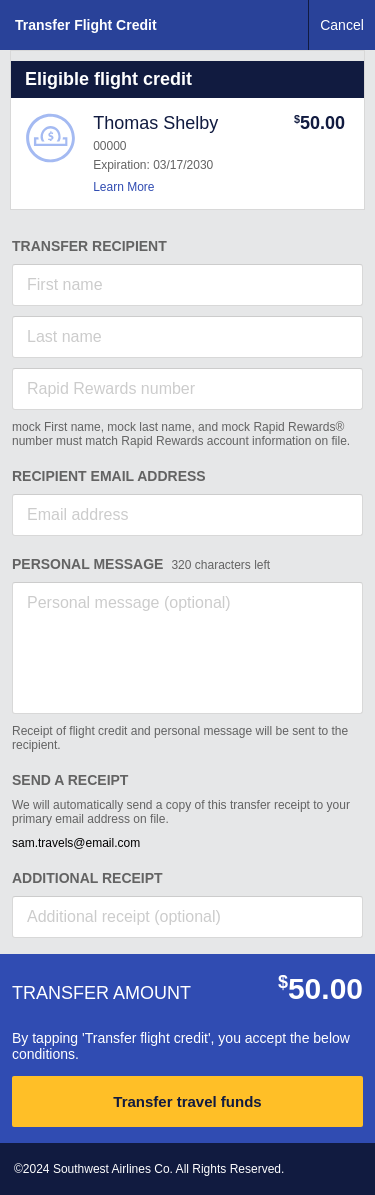 Transfer Flight Credit
Cancel
Eligible flight credit
Thomas Shelby
$50.00
00000
Expiration: 03/17/2030
Learn More
TRANSFER RECIPIENT
First name
Last name
Rapid Rewards number
mock First name, mock last name, and mock Rapid Rewards®
number must match Rapid Rewards account information on file.
RECIPIENT EMAIL ADDRESS
Email address
PERSONAL MESSAGE 320 characters left
Personal message (optional)
Receipt of flight credit and personal message will be sent to the
recipient.
SEND A RECEIPT
We will automatically send a copy of this transfer receipt to your
primary email address on file.
sam.travels@email.com
ADDITIONAL RECEIPT
Additional receipt (optional)
TRANSFER AMOUNT
$50.00
By tapping 'Transfer flight credit', you accept the below
conditions.
Transfer travel funds
©2024 Southwest Airlines Co. All Rights Reserved.